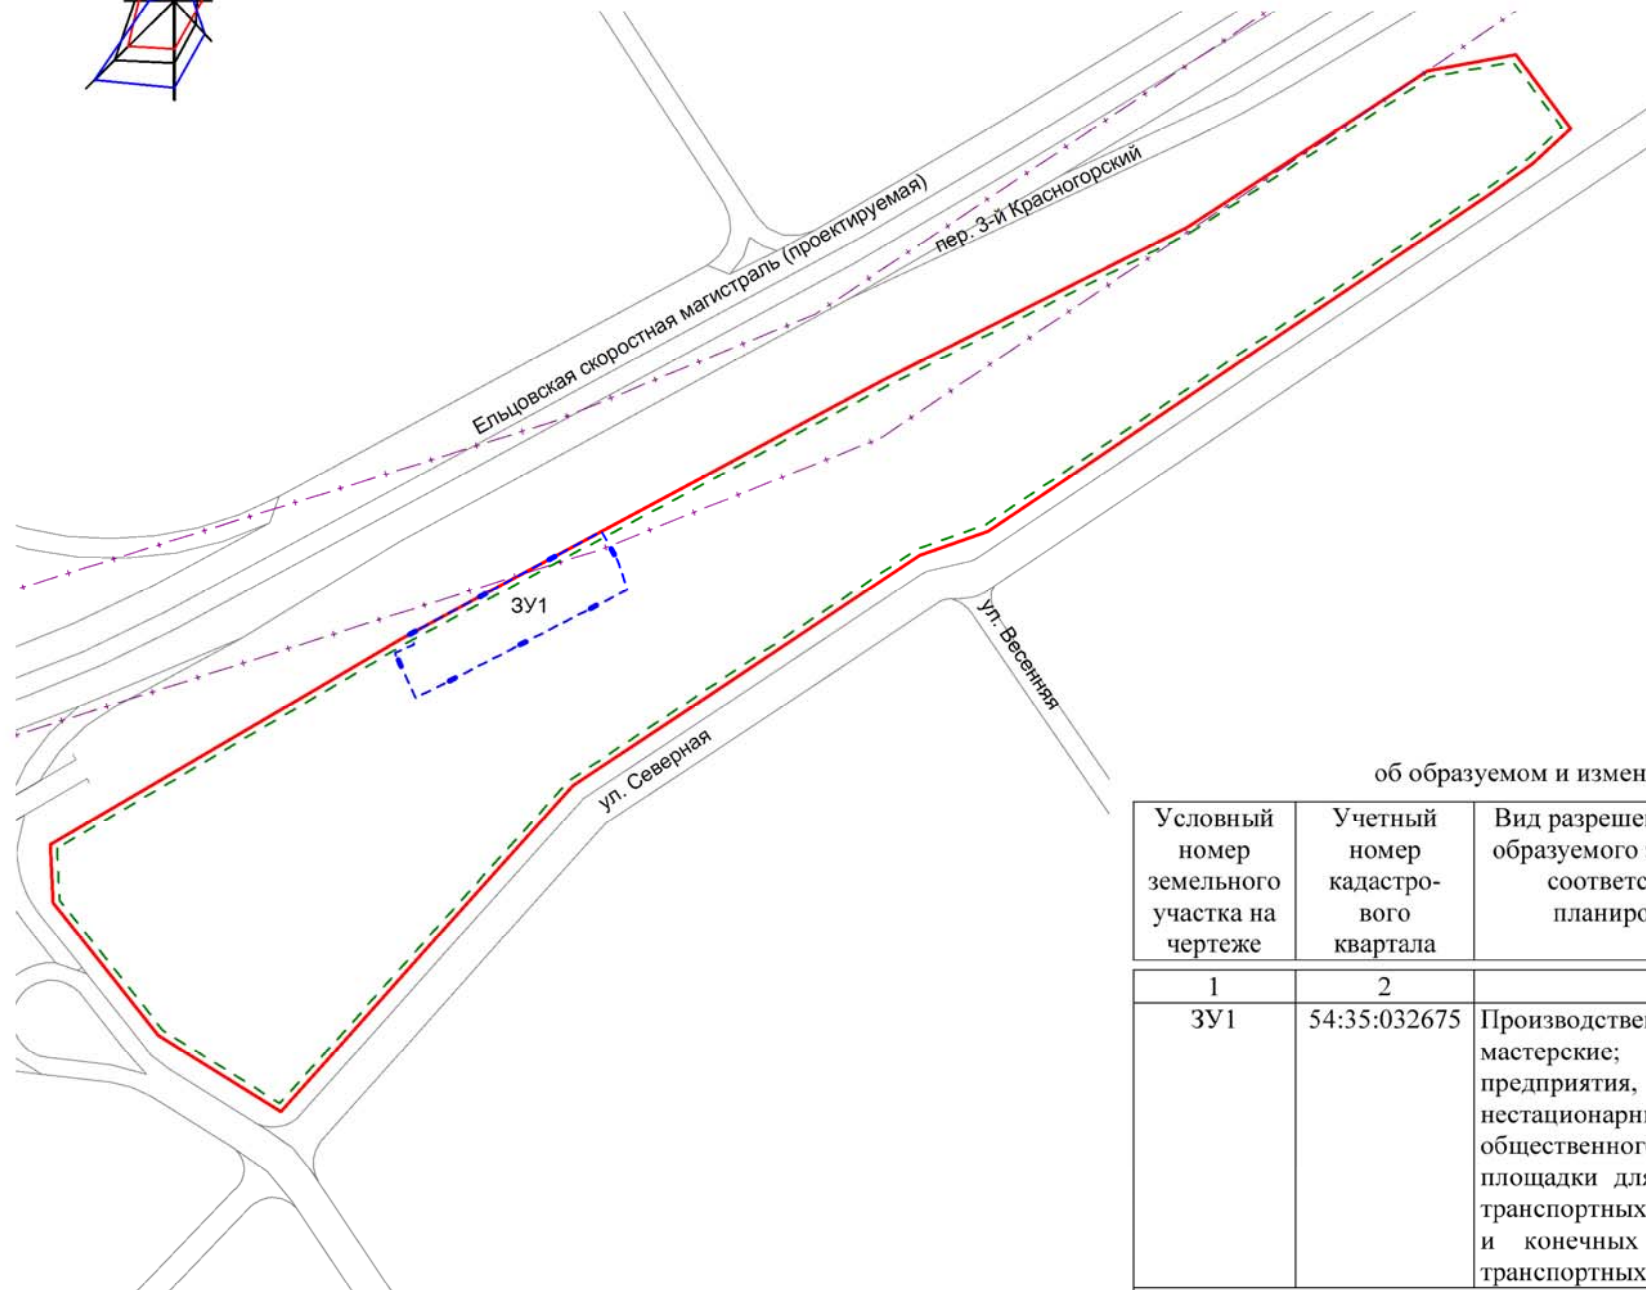 Ельцовская скоростная магистраль (проектируемая)
пер. 3-й Красногорский
ЗУ1
ул. Весенняя
ул. Северная
об образуемом и измен
Условный
номер
земельного
участка на
чертеже
Учетный
номер
кадастро-
вого
квартала
Вид разреше
образуемого
соответс
планиро
1
2
ЗУ1
54:35:032675
Производстве
мастерские;
предприятия,
нестационарн
общественног
площадки для
транспортных
и конечных
транспортных